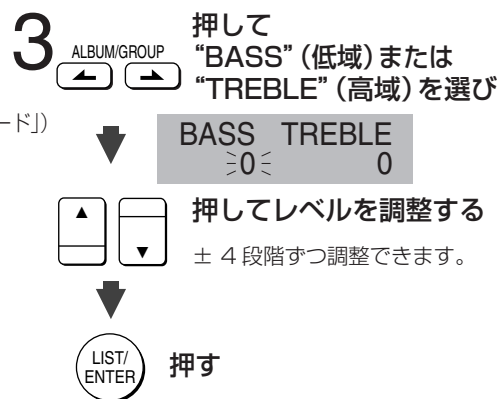 3
ALBUM/GROUP
押して
“BASS”(低域)または
“TREBLE”(高域)を選び
ード」)
BASS TREBLE
0 0
押してレベルを調整する
± 4 段階ずつ調整できます。
LIST/
ENTER
押す